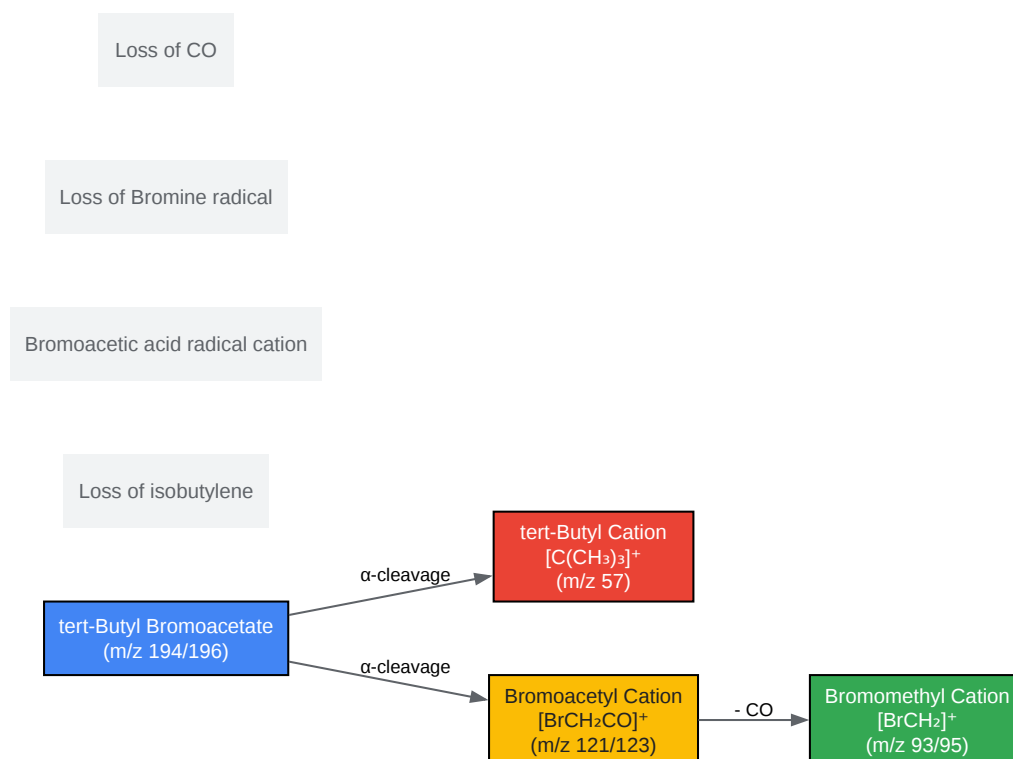 Loss of CO
Loss of Bromine radical
Bromoacetic acid radical cation
Loss of isobutylene
tert-Butyl Cation
[C(CH₃)₃]⁺
(m/z 57)
α-cleavage
tert-Butyl Bromoacetate
(m/z 194/196)
α-cleavage
Bromoacetyl Cation
[BrCH₂CO]⁺
(m/z 121/123)
- CO
Bromomethyl Cation
[BrCH₂]⁺
(m/z 93/95)